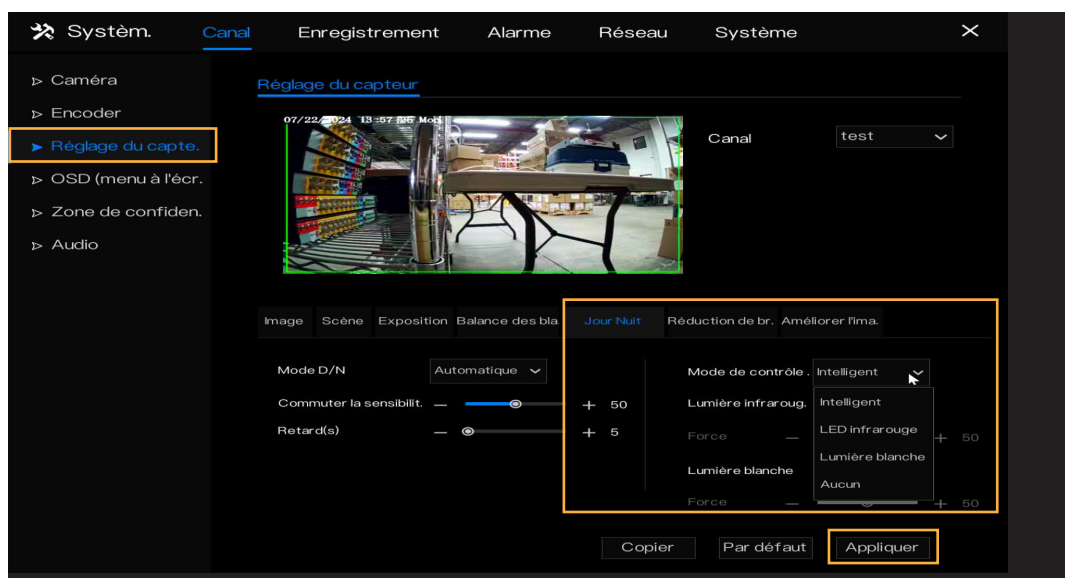 Systèm. Canal Enregistrement Alarme Réseau Système
Caméra
Encoder
Réglage du capte.
OSD (menu à l'écr.
Zone de confiden.
Audio
Réglage du capteur
Canal test
Image Scène Exposition Balance des bla Jour Nuit Réduction de br. Améliorer l'ima.
Mode D/N Automatique
Commuter la sensibilit. 50
Retard(s) 5
Mode de contrôle . Intelligent
Lumière infraroug.
Force 50
Lumière blanche
Force 50
Intelligent
LED infrarouge
Lumière blanche
Aucun
Copier Par défaut Appliquer